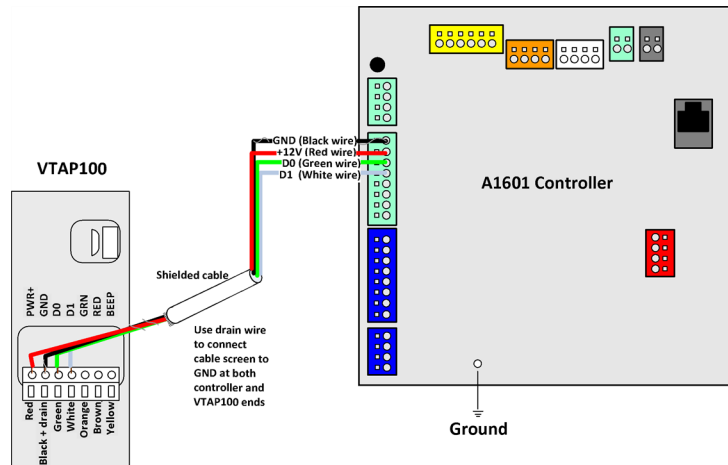 VTAP100
PWR+
GND
D0
D1
GRN
RED
BEEP
Red
Black + drain
Green
White
Orange
Brown
Yellow
Shielded cable
Use drain wire
to connect
cable screen to
GND at both
controller and
VTAP100 ends
GND (Black wire)
+12V (Red wire)
D0 (Green wire)
D1 (White wire)
A1601 Controller
Ground